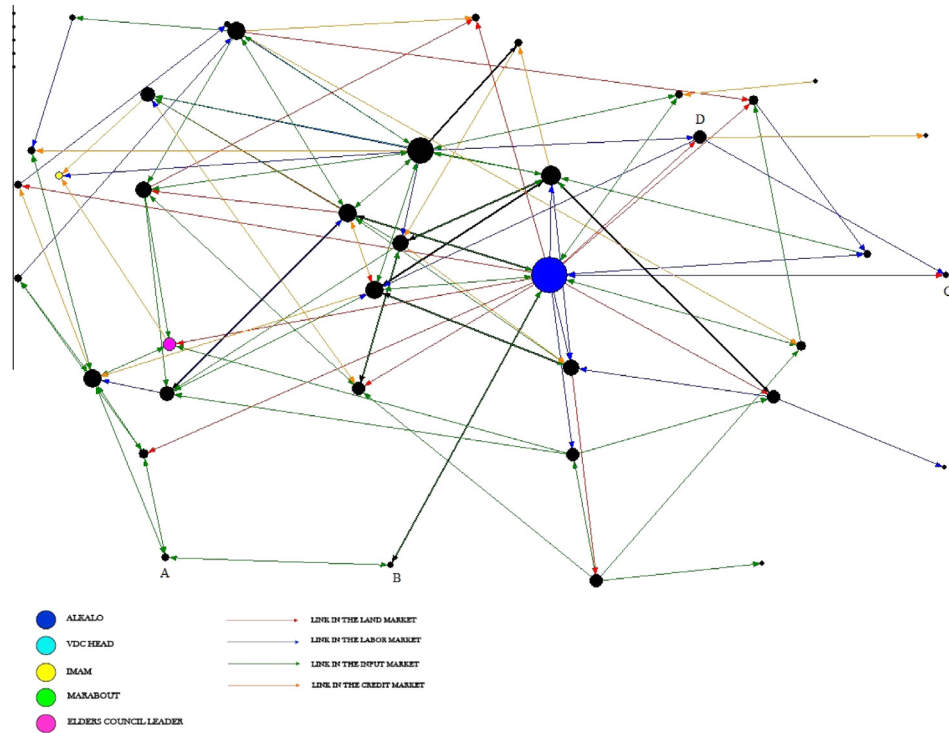 D
C
A
B
ALKALO
VDC HEAD
IMAM
MARABOUT
ELDERS COUNCIL LEADER
LINK IN THE LAND MARKET
LINK IN THE LABOR MARKET
LINK IN THE INPUT MARKET
LINK IN THE CREDIT MARKET